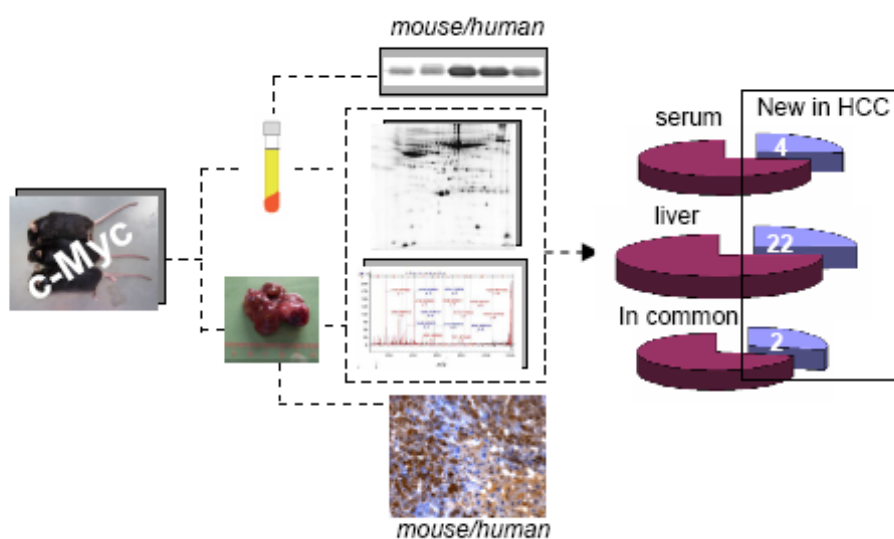 mouse/human
serum
New in HCC
4
c-Myc
liver
22
In common
2
mouse/human